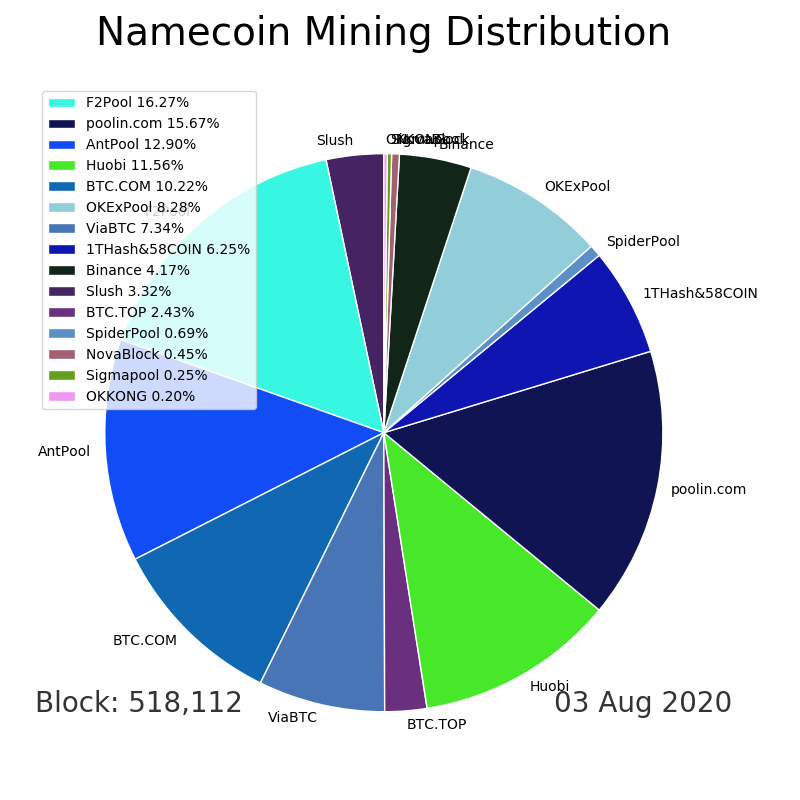 Namecoin Mining Distribution
F2Pool 16.27%
poolin.com 15.67%
AntPool 12.90%
Huobi 11.56%
BTC.COM 10.22%
OKExPool 8.28%
ViaBTC 7.34%
1THash&58COIN 6.25%
Binance 4.17%
Slush 3.32%
BTC.TOP 2.43%
SpiderPool 0.69%
NovaBlock 0.45%
Sigmapool 0.25%
OKKONG 0.20%
Slush
Binance
OKExPool
SpiderPool
1THash&58COIN
poolin.com
Huobi
BTC.TOP
ViaBTC
BTC.COM
AntPool
F2Pool
Block: 518,112
03 Aug 2020